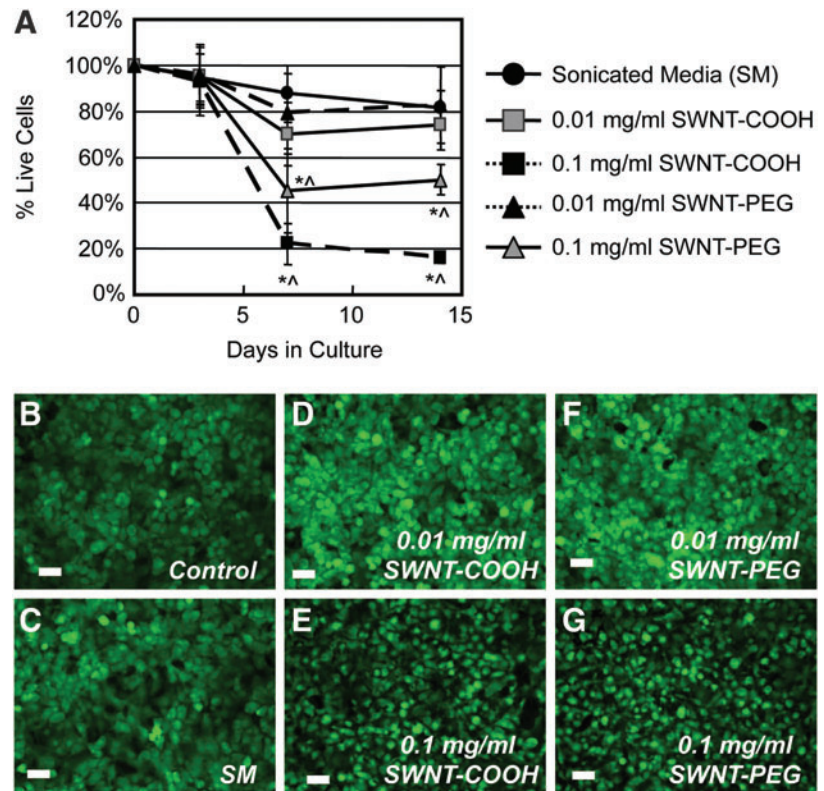 A
120%
100%
80%
60%
40%
20%
0%
% Live Cells
*^
*^
*^
*^
0
5
10
15
Days in Culture
Sonicated Media (SM)
0.01 mg/ml SWNT-COOH
0.1 mg/ml SWNT-COOH
0.01 mg/ml SWNT-PEG
0.1 mg/ml SWNT-PEG
B
Control
D
0.01 mg/ml
SWNT-COOH
F
0.01 mg/ml
SWNT-PEG
C
SM
E
0.1 mg/ml
SWNT-COOH
G
0.1 mg/ml
SWNT-PEG